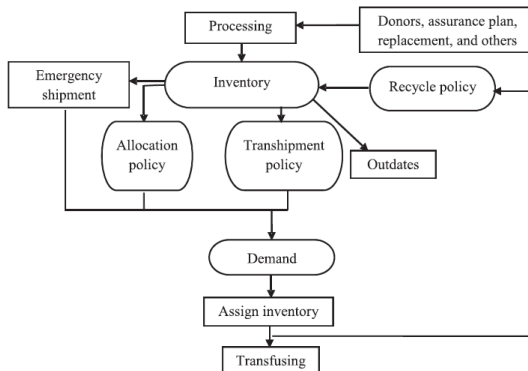 Processing
Donors, assurance plan,
replacement, and others
Emergency
shipment
Inventory
Recycle policy
Allocation
policy
Transhipment
policy
Outdates
Demand
Assign inventory
Transfusing